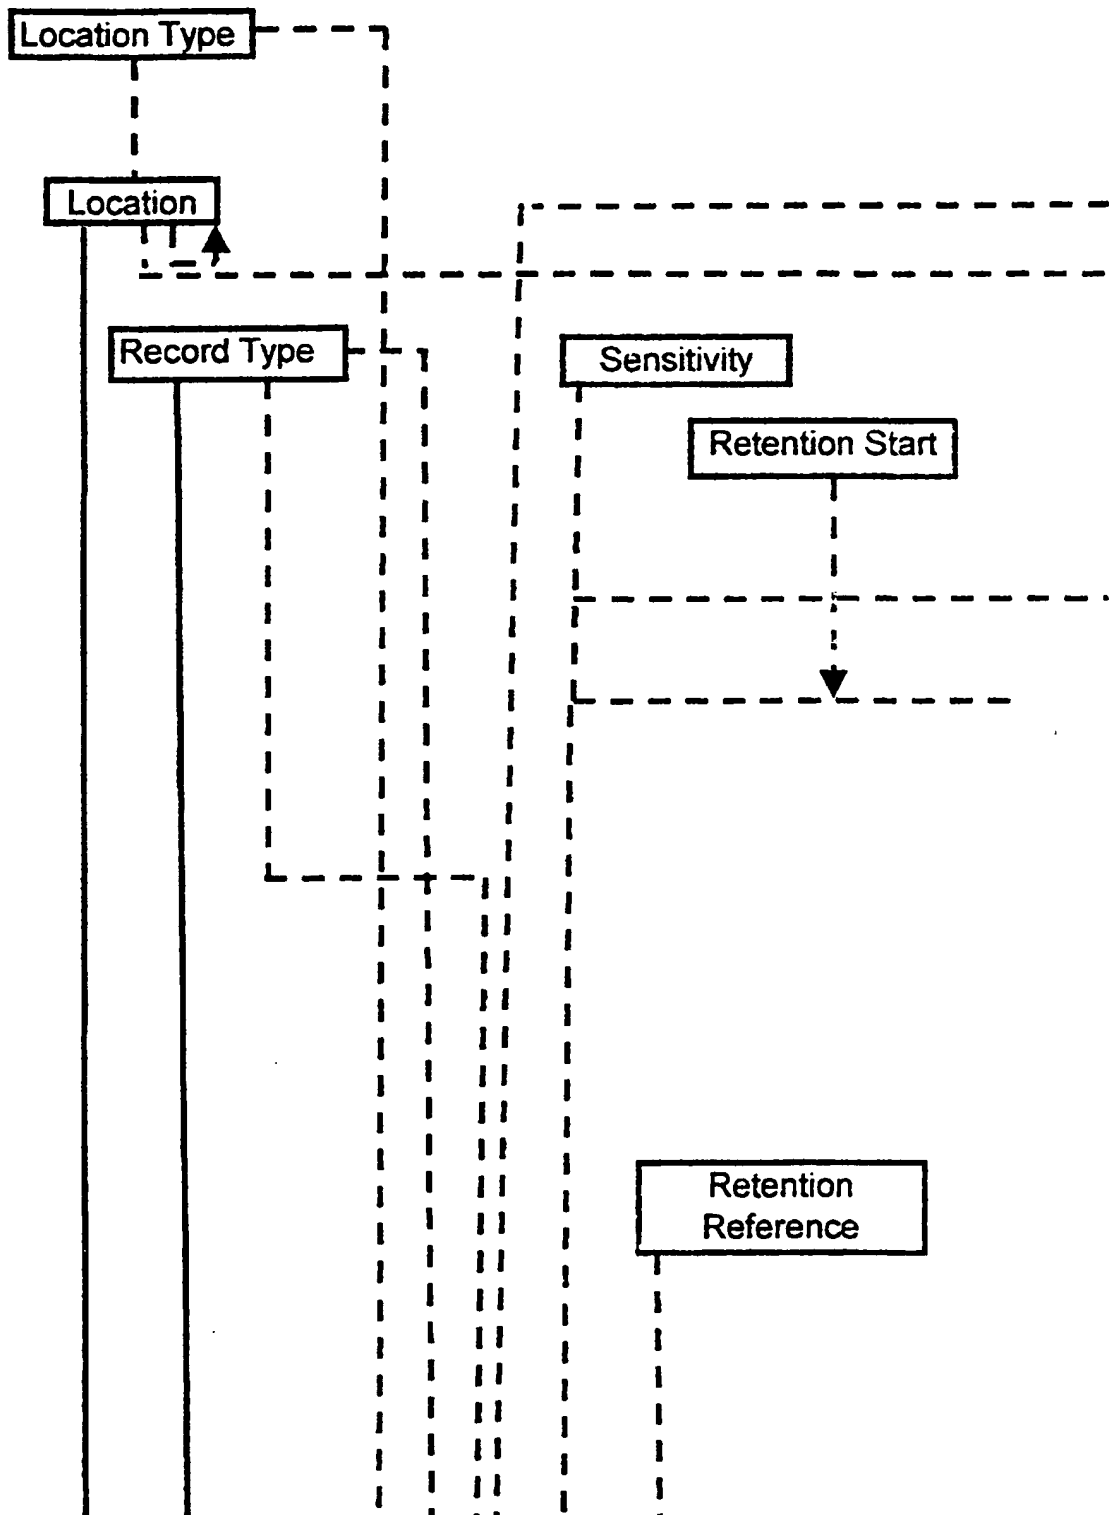 Location Type
Location
Record Type
Sensitivity
Retention Start
Retention
Reference